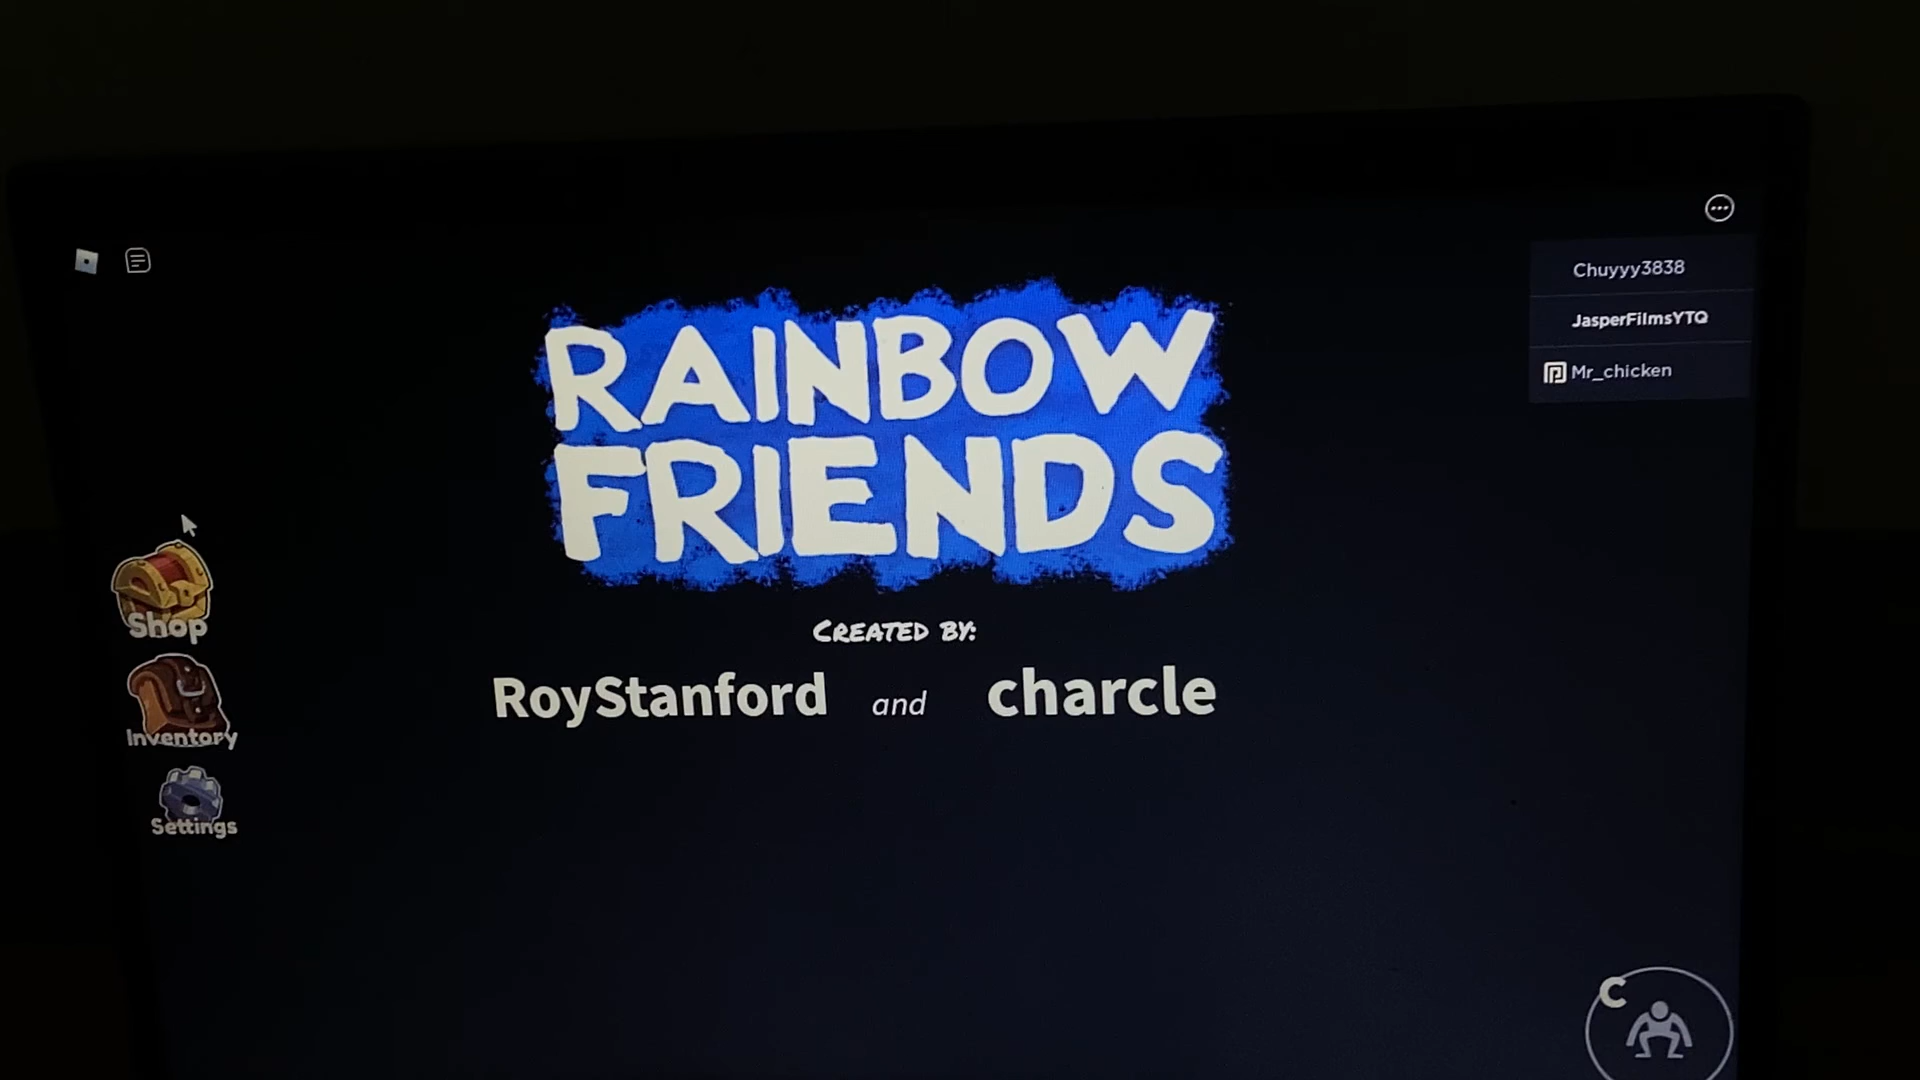 Chuyyy3838
JasperFilmsYTQ
Mr_chicken
RAINBOW
FRIENDS
CREATED BY:
RoyStanford and charcle
Shop
Inventory
Settings
C